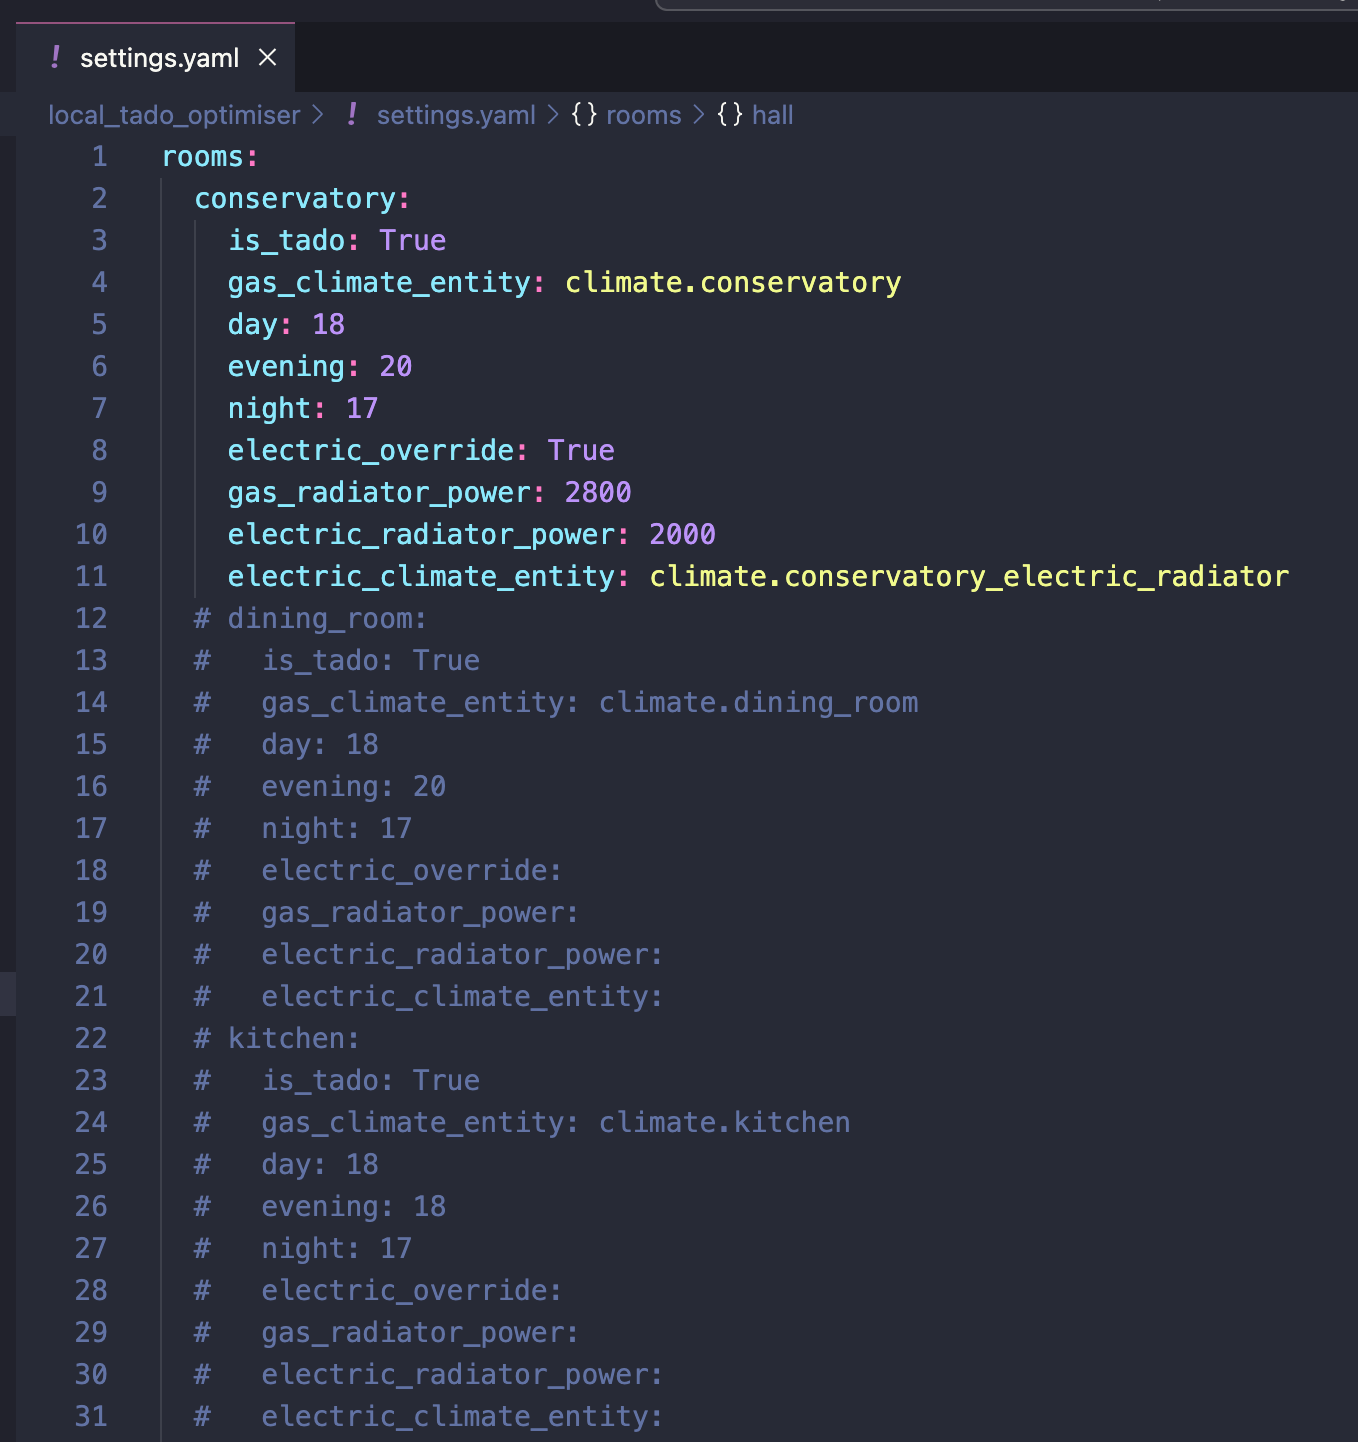 ! settings.yaml ×
local_tado_optimiser > ! settings.yaml > {} rooms > {} hall
1 rooms:
2   conservatory:
3     is_tado: True
4     gas_climate_entity: climate.conservatory
5     day: 18
6     evening: 20
7     night: 17
8     electric_override: True
9     gas_radiator_power: 2800
10     electric_radiator_power: 2000
11     electric_climate_entity: climate.conservatory_electric_radiator
12   # dining_room:
13   #   is_tado: True
14   #   gas_climate_entity: climate.dining_room
15   #   day: 18
16   #   evening: 20
17   #   night: 17
18   #   electric_override:
19   #   gas_radiator_power:
20   #   electric_radiator_power:
21   #   electric_climate_entity:
22   # kitchen:
23   #   is_tado: True
24   #   gas_climate_entity: climate.kitchen
25   #   day: 18
26   #   evening: 18
27   #   night: 17
28   #   electric_override:
29   #   gas_radiator_power:
30   #   electric_radiator_power:
31   #   electric_climate_entity: